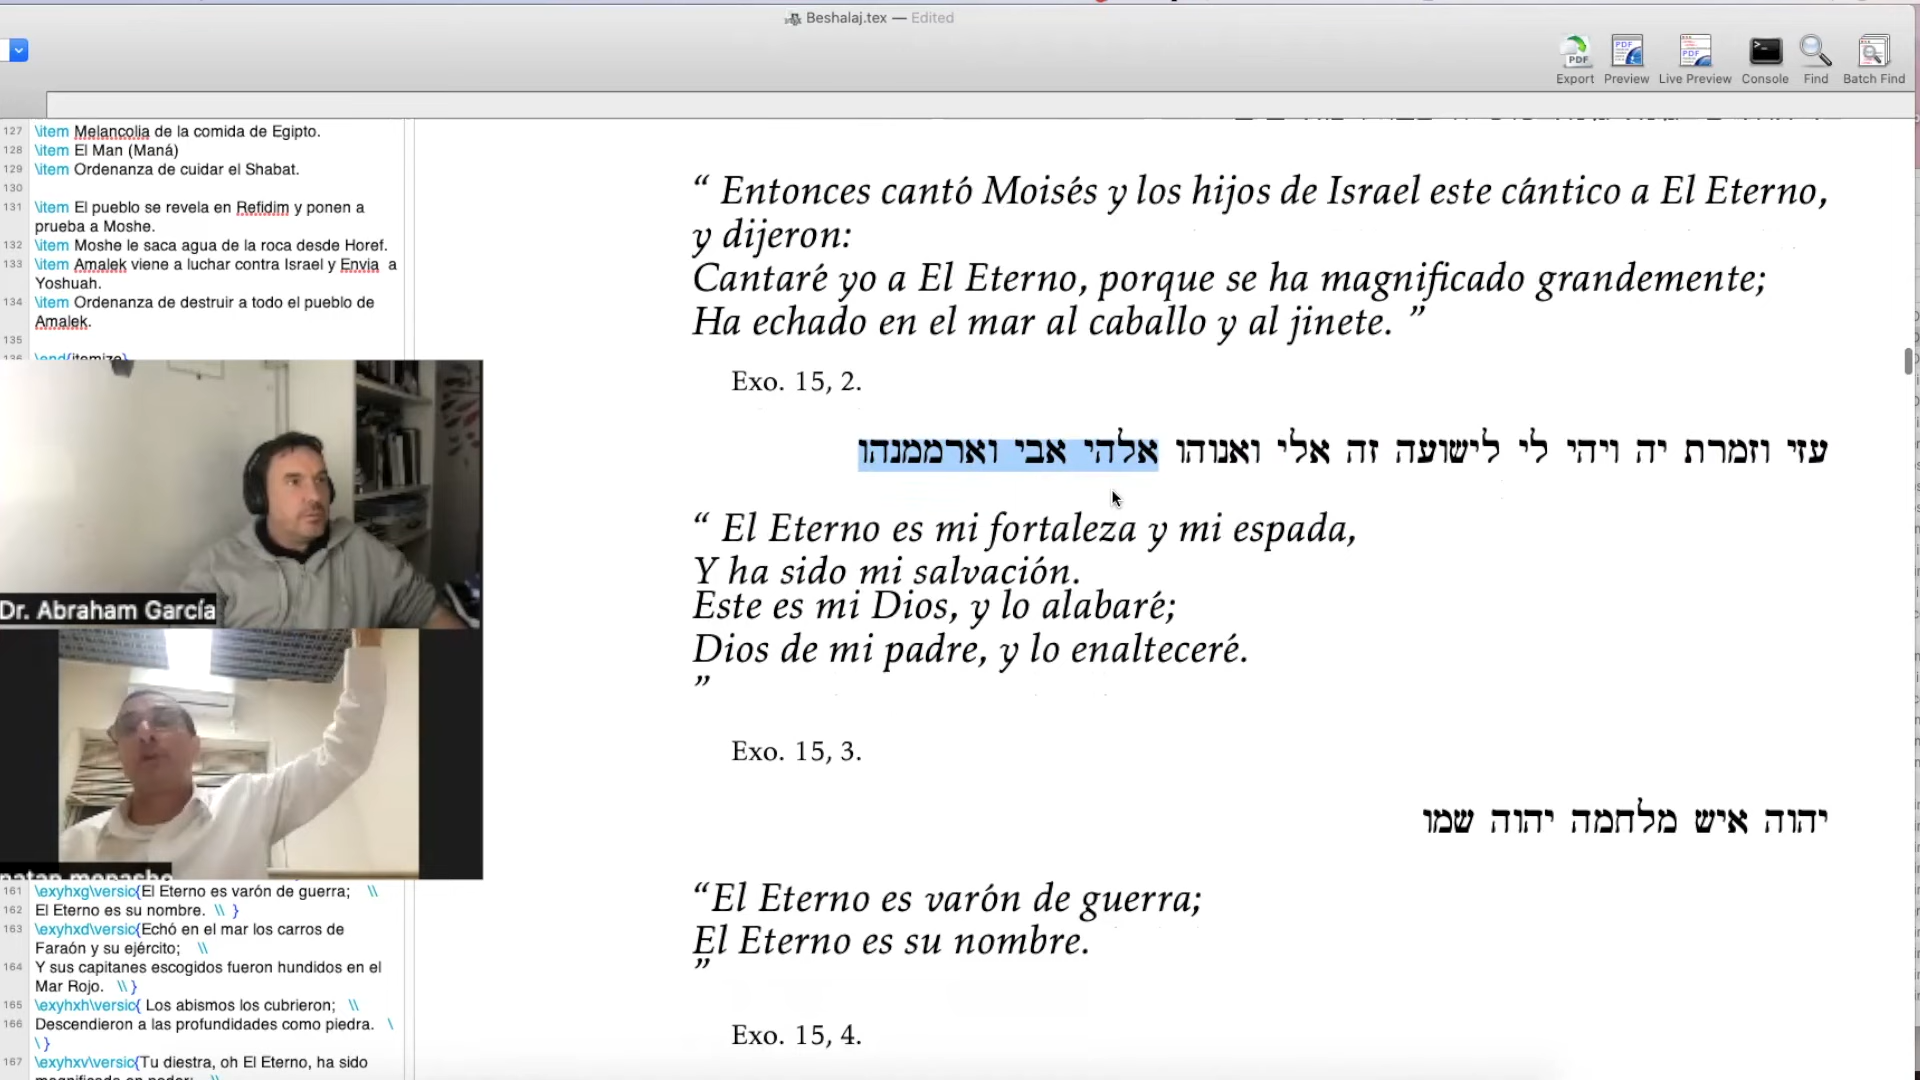 Beshalaj.tex — Edited
Export
Preview
Live Preview
Console
Find
Batch Find
127 \item Melancolia de la comida de Egipto.
128 \item El Man (Maná)
129 \item Ordenanza de cuidar el Shabat.
130
131 \item El pueblo se revela en Refidim y ponen a
prueba a Moshe.
132 \item Moshe le saca agua de la roca desde Horef.
133 \item Amalek viene a luchar contra Israel y Envia a
Yoshuah.
134 \item Ordenanza de destruir a todo el pueblo de
Amalek.
135
136 \end{itemize}
Dr. Abraham García
natan menashe
161 \exyhxg\versic{El Eterno es varón de guerra; \\
162 El Eterno es su nombre. \\ }
163 \exyhxd\versic{Echó en el mar los carros de
Faraón y su ejército; \\
164 Y sus capitanes escogidos fueron hundidos en el
Mar Rojo. \\ }
165 \exyhxh\versic{ Los abismos los cubrieron; \\
166 Descendieron a las profundidades como piedra. \
\ }
167 \exyhxv\versic{Tu diestra, oh El Eterno, ha sido
“ Entonces cantó Moisés y los hijos de Israel este cántico a El Eterno,
y dijeron:
Cantaré yo a El Eterno, porque se ha magnificado grandemente;
Ha echado en el mar al caballo y al jinete. ”
Exo. 15, 2.
עזי וזמרת יה ויהי לי לישועה זה אלי ואנוהו אלהי אבי וארממנהו
“ El Eterno es mi fortaleza y mi espada,
Y ha sido mi salvación.
Este es mi Dios, y lo alabaré;
Dios de mi padre, y lo enalteceré.
”
Exo. 15, 3.
יהוה איש מלחמה יהוה שמו
“El Eterno es varón de guerra;
El Eterno es su nombre.
”
Exo. 15, 4.